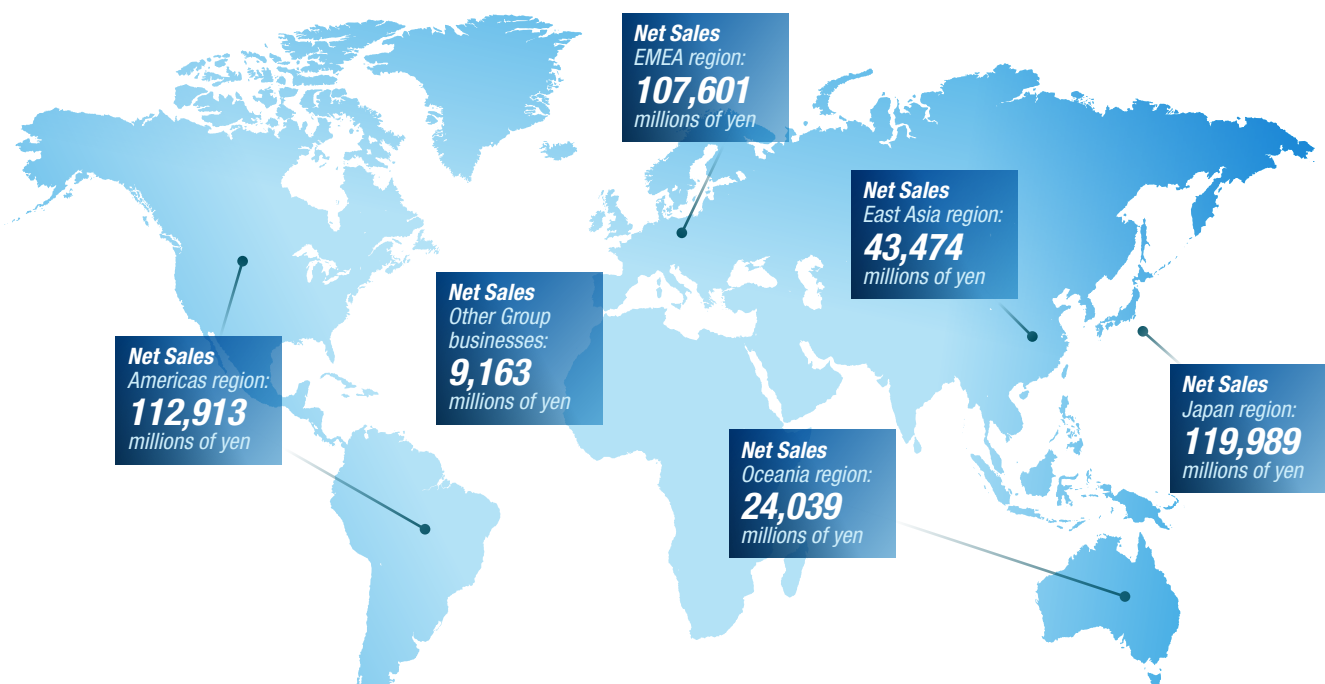 Net Sales
EMEA region:
107,601
millions of yen
Net Sales
East Asia region:
43,474
millions of yen
Net Sales
Other Group
businesses:
9,163
millions of yen
Net Sales
Americas region:
112,913
millions of yen
Net Sales
Japan region:
119,989
millions of yen
Net Sales
Oceania region:
24,039
millions of yen